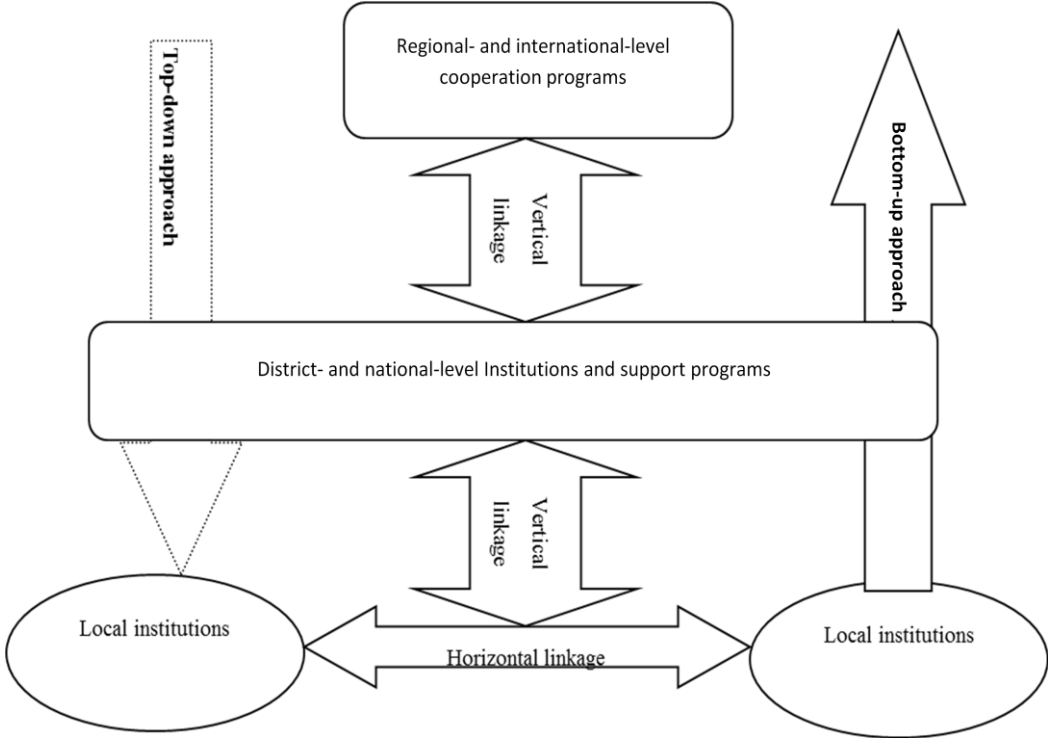 Regional- and international-level
cooperation programs
Top-down approach
Bottom-up approach
Vertical
linkage
District- and national-level Institutions and support programs
Vertical
linkage
Local institutions
Horizontal linkage
Local institutions